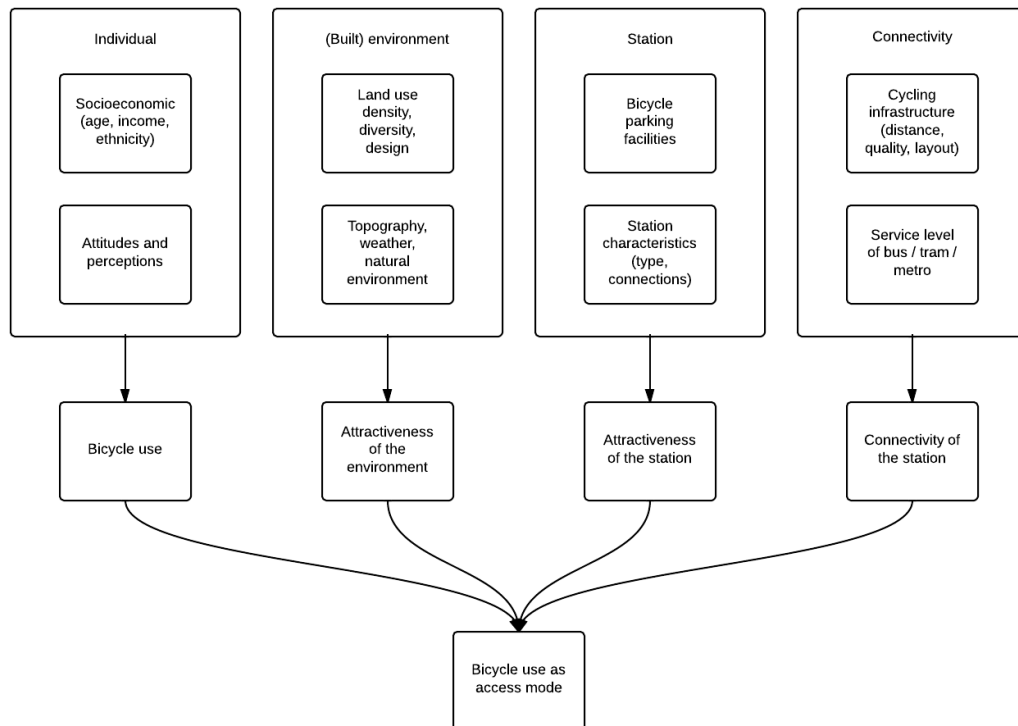 Individual
Socioeconomic
(age, income,
ethnicity)
Attitudes and
perceptions
(Built) environment
Land use
density,
diversity,
design
Topography,
weather,
natural
environment
Station
Bicycle
parking
facilities
Station
characteristics
(type,
connections)
Connectivity
Cycling
infrastructure
(distance,
quality, layout)
Service level
of bus / tram /
metro
Bicycle use
Attractiveness
of the
environment
Attractiveness
of the station
Connectivity of
the station
Bicycle use as
access mode